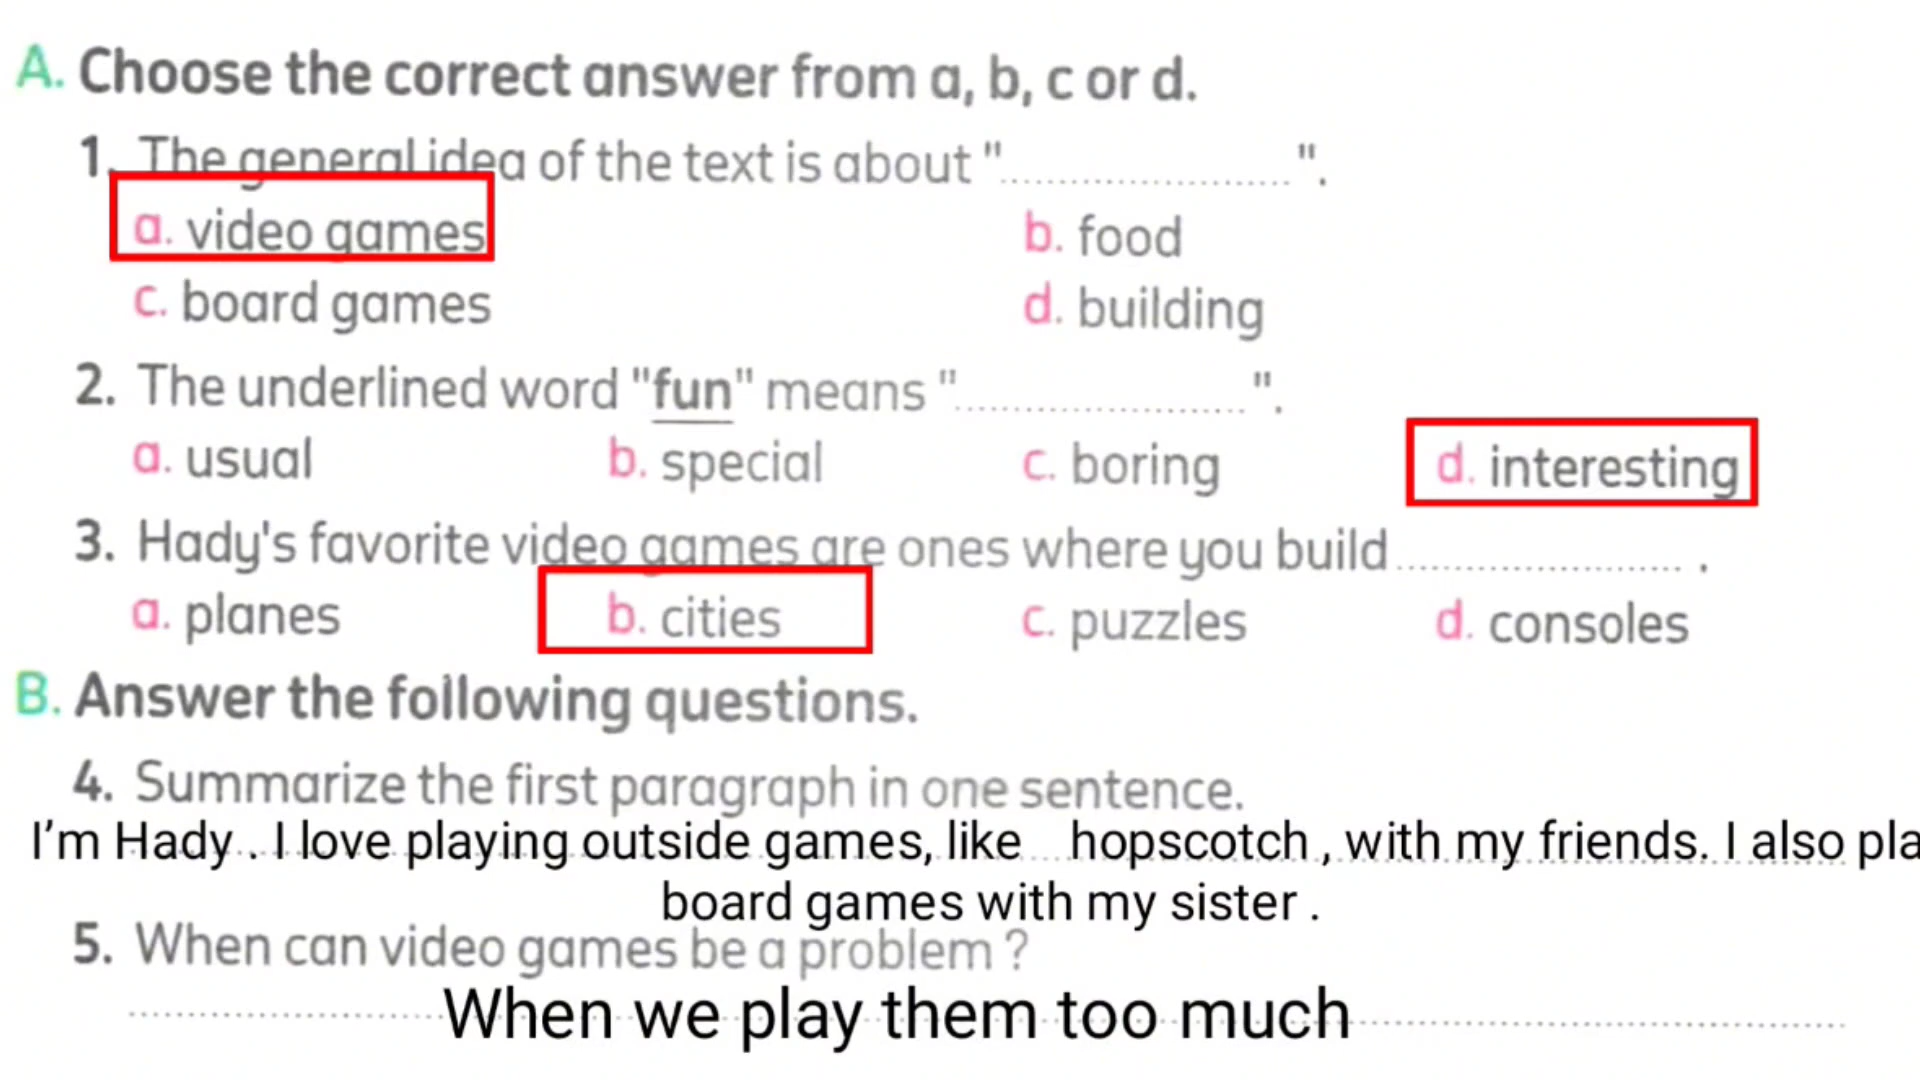 A. Choose the correct answer from a, b, c or d.
1. The general idea of the text is about "....................".
a. video games b. food
c. board games d. building
2. The underlined word "fun" means "....................".
a. usual b. special c. boring d. interesting
3. Hady's favorite video games are ones where you build .................... .
a. planes b. cities c. puzzles d. consoles
B. Answer the following questions.
4. Summarize the first paragraph in one sentence.
I’m Hady . I love playing outside games, like hopscotch , with my friends. I also pla
board games with my sister .
5. When can video games be a problem ?
When we play them too much